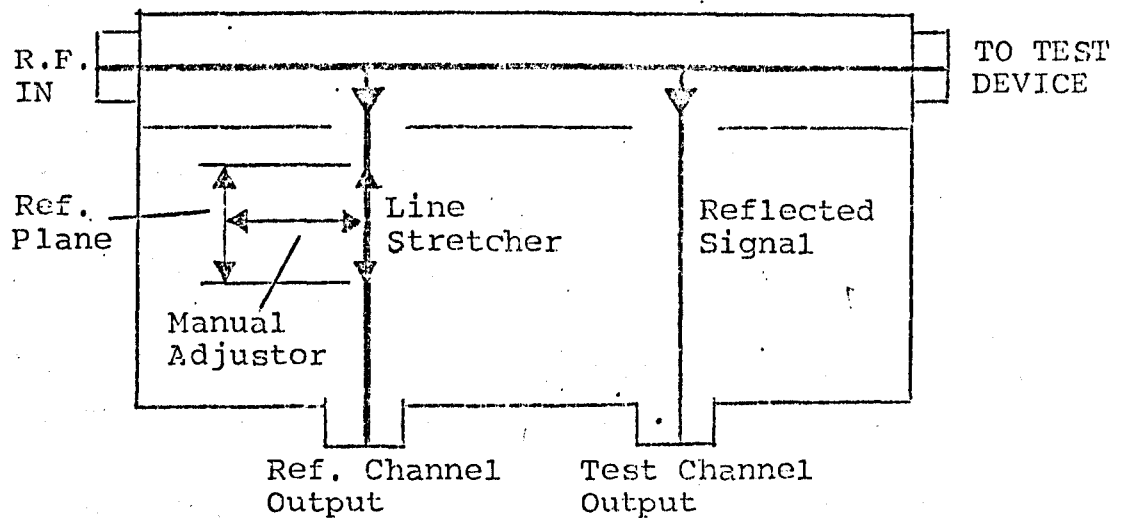 R.F.
IN
TO TEST
DEVICE
Ref.
Plane
Line
Stretcher
Reflected
Signal
Manual
Adjustor
Ref. Channel
Output
Test Channel
Output